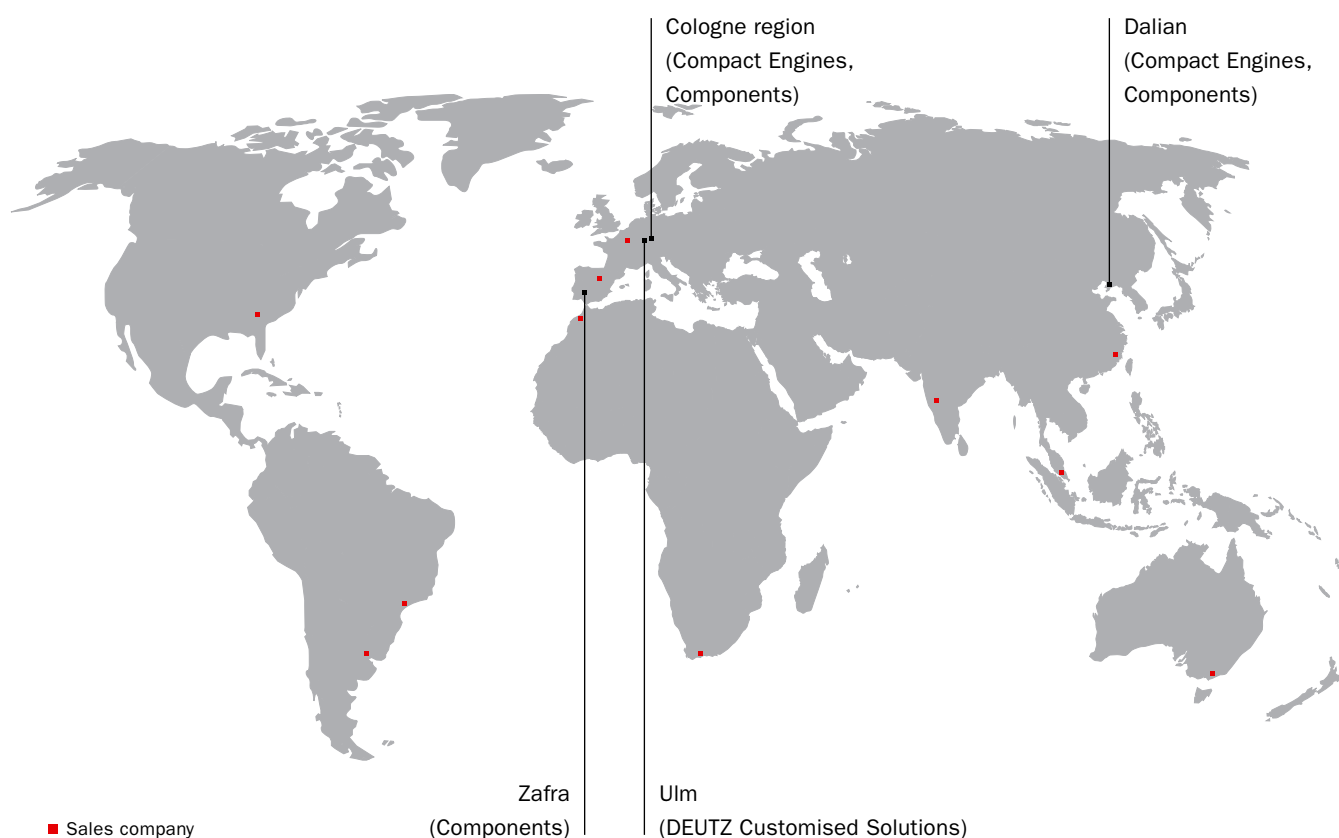 Cologne region
(Compact Engines,
Components)
Dalian
(Compact Engines,
Components)
Zafra
(Components)
Ulm
(DEUTZ Customised Solutions)
Sales company